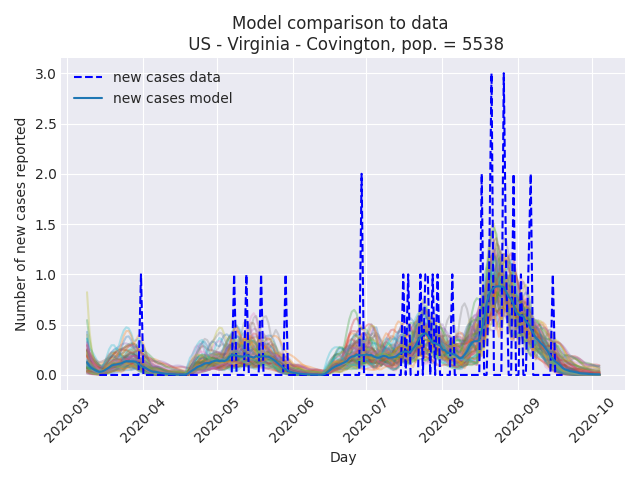 Model comparison to data
US - Virginia - Covington, pop. = 5538
new cases data
new cases model
Number of new cases reported
3.0
2.5
2.0
1.5
1.0
0.5
0.0
2020-03
2020-04
2020-05
2020-06
2020-07
2020-08
2020-09
2020-10
Day